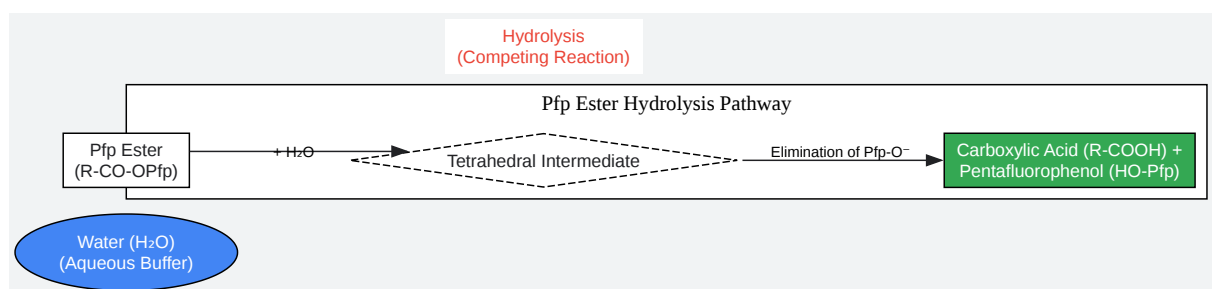 Hydrolysis
(Competing Reaction)
Pfp Ester Hydrolysis Pathway
Pfp Ester
(R-CO-OPfp)
+ H₂O
Tetrahedral Intermediate
Elimination of Pfp-O⁻
Carboxylic Acid (R-COOH) +
Pentafluorophenol (HO-Pfp)
Water (H₂O)
(Aqueous Buffer)